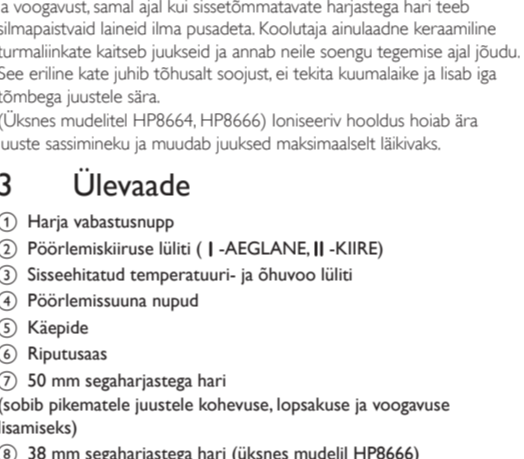 ja voogavust, samal ajal kui sissetõmmatavate harjastega hari teeb
silmapaistvaid laineid ilma pusadeta. Koolutaja ainulaadne keraamiline
turmaliinkate kaitseb juukseid ja annab neile soengu tegemise ajal jõudu.
See eriline kate juhib tõhusalt soojust, ei tekita kuumalaike ja lisab iga
tõmbega juustele sära.
(Üksnes mudelitel HP8664, HP8666) Ioniseeriv hooldus hoiab ära
juuste sassimineku ja muudab juuksed maksimaalselt läikivaks.
3 Ülevaade
① Harja vabastusnupp
② Pöörlemiskiiruse lüliti ( I -AEGLANE, II -KIIRE)
③ Sisseehitatud temperatuuri- ja õhuvoo lüliti
④ Pöörlemissuuna nupud
⑤ Käepide
⑥ Riputusaas
⑦ 50 mm segaharjastega hari
(sobib pikematele juustele kohevuse, lopsakuse ja voogavuse
lisamiseks)
⑧ 38 mm segaharjastega hari (üksnes mudelil HP8666)